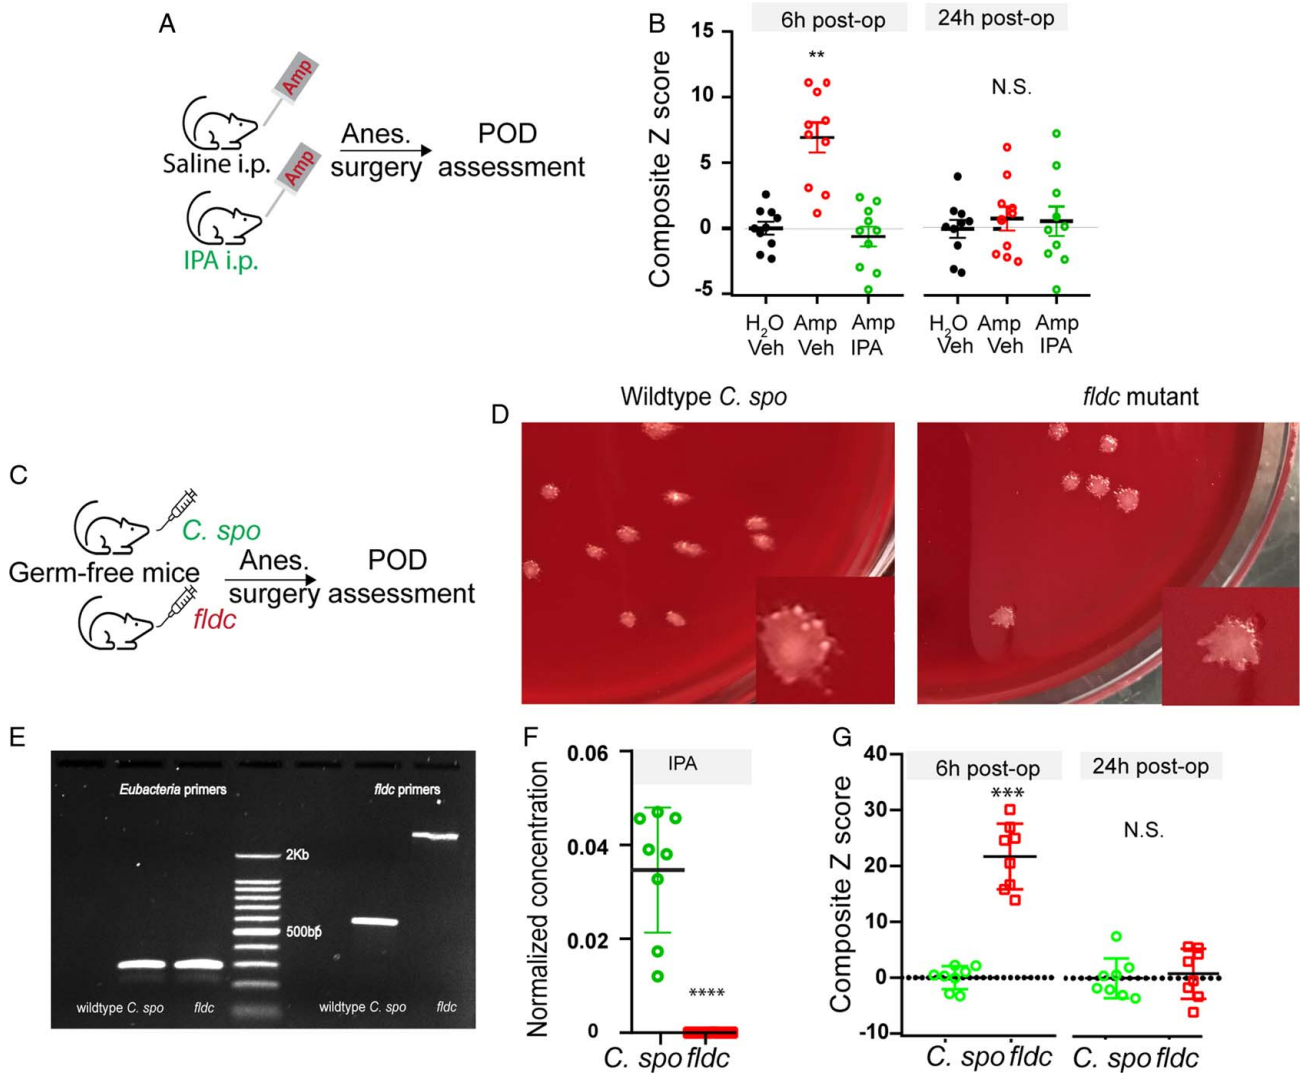 A
Amp
Saline i.p.
Amp
IPA i.p.
Anes.
surgery
POD
assessment
B
6h post-op
24h post-op
Composite Z score
15
10
5
0
-5
**
N.S.
H2O
Veh
Amp
Veh
Amp
IPA
H2O
Veh
Amp
Veh
Amp
IPA
C
C. spo
Germ-free mice
fldc
Anes.
surgery
POD
assessment
D
Wildtype C. spo
fldc mutant
E
Eubacteria primers
fldc primers
2Kb
500bp
wildtype C. spo
fldc
wildtype C. spo
fldc
F
IPA
Normalized concentration
0.06
0.04
0.02
0
****
C. spo fldc
G
6h post-op
24h post-op
Composite Z score
40
30
20
10
0
-10
***
N.S.
C. spo fldc
C. spo fldc